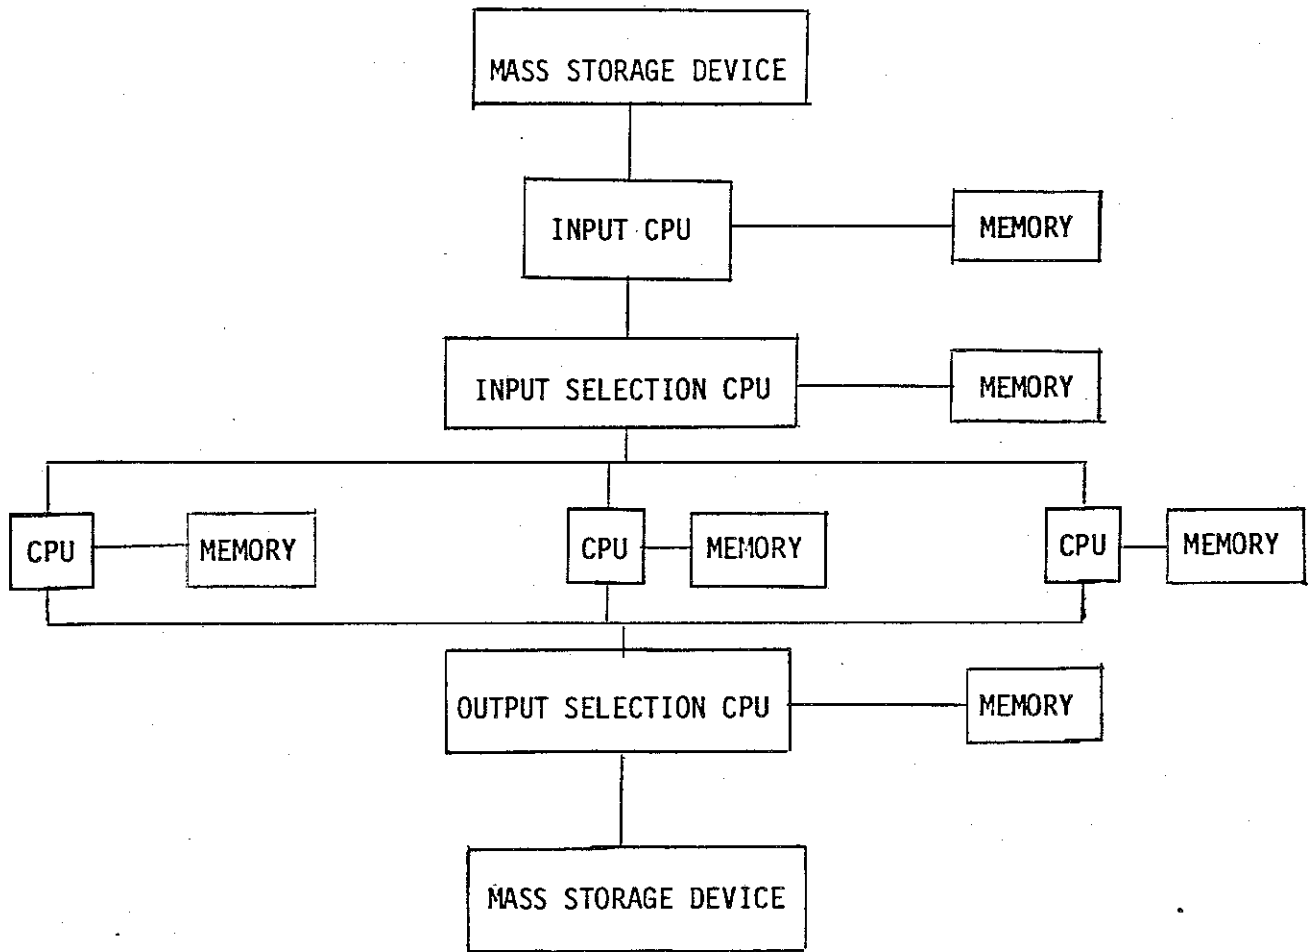 MASS STORAGE DEVICE
INPUT CPU
MEMORY
INPUT SELECTION CPU
MEMORY
CPU
MEMORY
CPU
MEMORY
CPU
MEMORY
OUTPUT SELECTION CPU
MEMORY
MASS STORAGE DEVICE